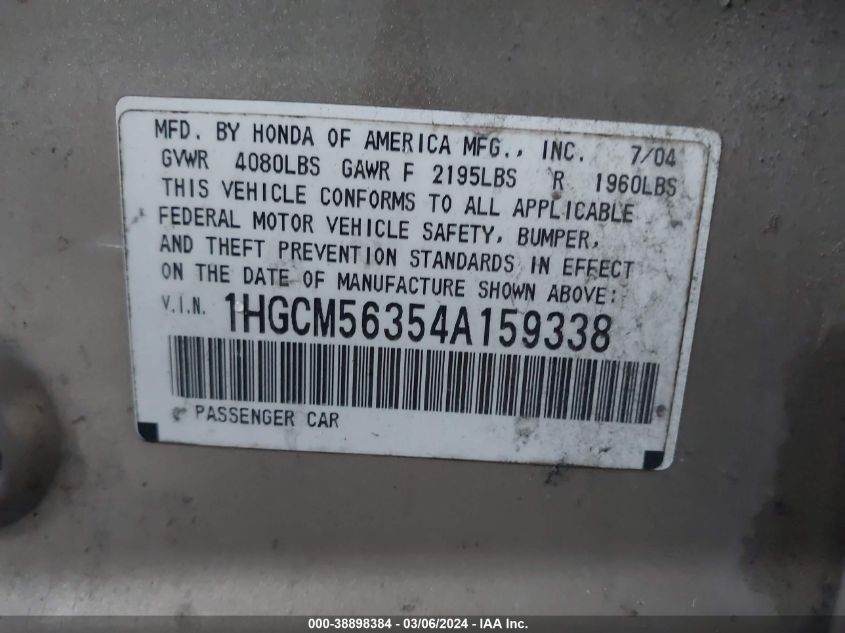 MFD. BY HONDA OF AMERICA MFG., INC. 7/04
GVWR 4080LBS GAWR F 2195LBS R 1960LBS
THIS VEHICLE CONFORMS TO ALL APPLICABLE
FEDERAL MOTOR VEHICLE SAFETY, BUMPER,
AND THEFT PREVENTION STANDARDS IN EFFECT
ON THE DATE OF MANUFACTURE SHOWN ABOVE:
V.I.N. 1HGCM56354A159338
PASSENGER CAR
000-38898384 - 03/06/2024 - IAA Inc.